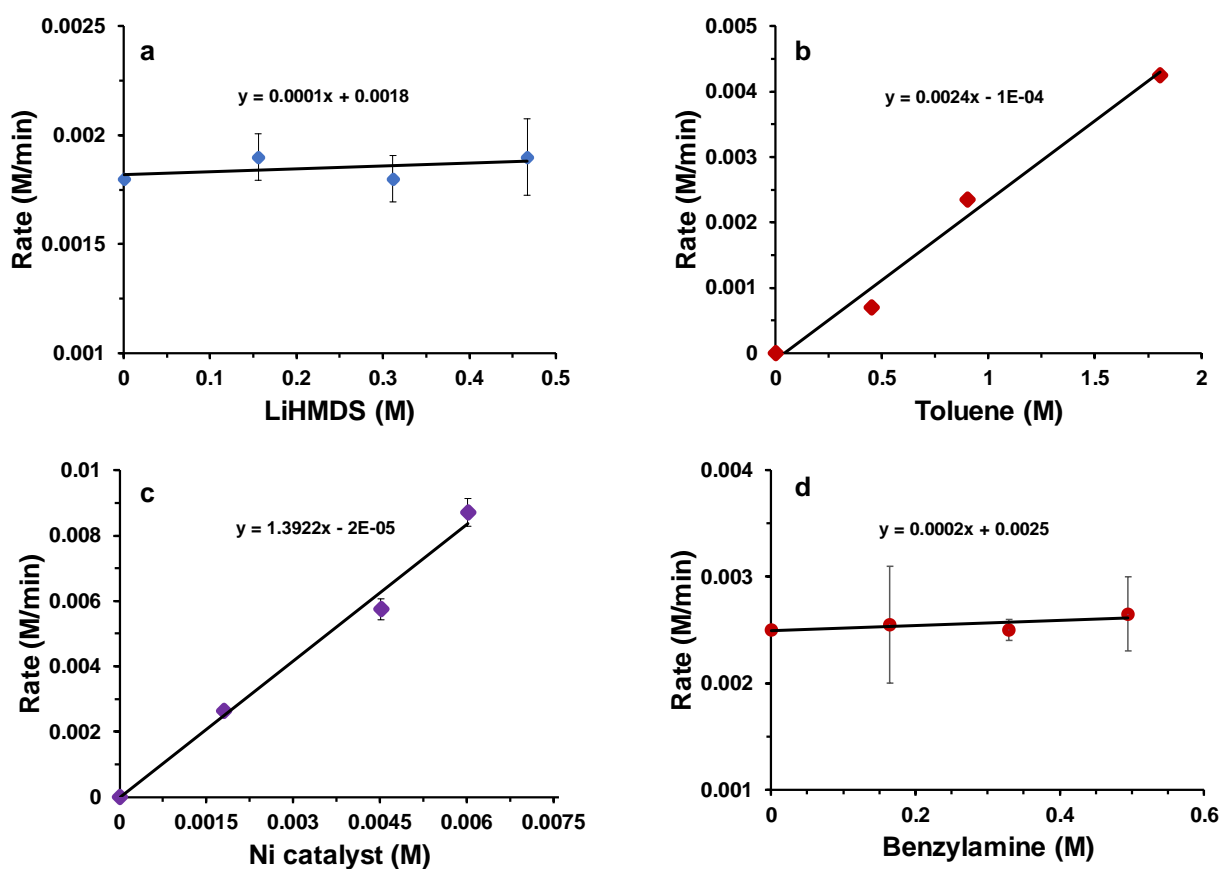 a
y = 0.0001x + 0.0018
Rate (M/min)
0.0025
0.002
0.0015
0.001
0 0.1 0.2 0.3 0.4 0.5
LiHMDS (M)
b
y = 0.0024x - 1E-04
Rate (M/min)
0.005
0.004
0.003
0.002
0.001
0
0 0.5 1 1.5 2
Toluene (M)
c
y = 1.3922x - 2E-05
Rate (M/min)
0.01
0.008
0.006
0.004
0.002
0
0 0.0015 0.003 0.0045 0.006 0.0075
Ni catalyst (M)
d
y = 0.0002x + 0.0025
Rate (M/min)
0.004
0.003
0.002
0.001
0 0.2 0.4 0.6
Benzylamine (M)